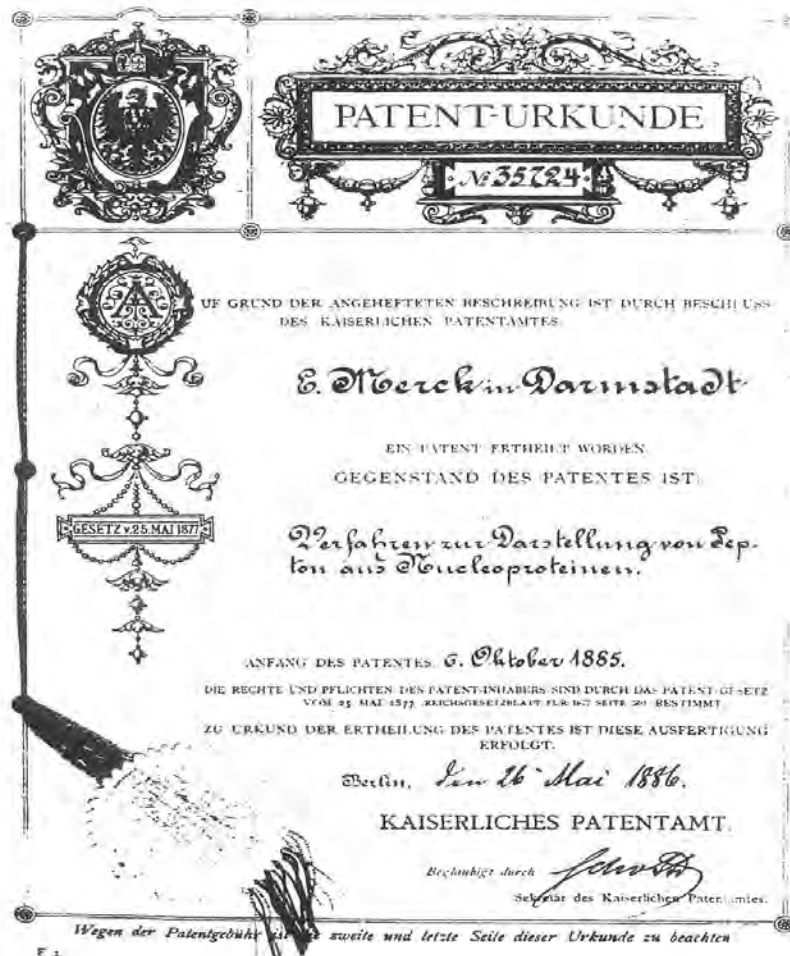 PATENT-URKUNDE
№ 35724
AUF GRUND DER ANGEHEFTETEN BESCHREIBUNG IST DURCH BESCHLUSS
DES KAISERLICHEN PATENTAMTES
E. Merck in Darmstadt
EIN PATENT ERTHEILT WORDEN
GEGENSTAND DES PATENTES IST:
GESETZ v. 25. MAI 1877
Verfahren zur Darstellung von Pep-
ton aus Nucleoproteinen.
ANFANG DES PATENTES 6. Oktober 1885.
DIE RECHTE UND PFLICHTEN DES PATENT-INHABERS SIND DURCH DAS PATENT-GESETZ
VOM 25 MAI 1877 REICHSGESETZBLATT FÜR 1877 SEITE 501 BESTIMMT
ZU URKUND DER ERTHEILUNG DES PATENTES IST DIESE AUSFERTIGUNG
ERFOLGT.
Berlin, den 26 Mai 1886.
KAISERLICHES PATENTAMT.
Beglaubigt durch
Sekretär des Kaiserlichen Patentamtes.
Wegen der Patentgebühr ist die zweite und letzte Seite dieser Urkunde zu beachten